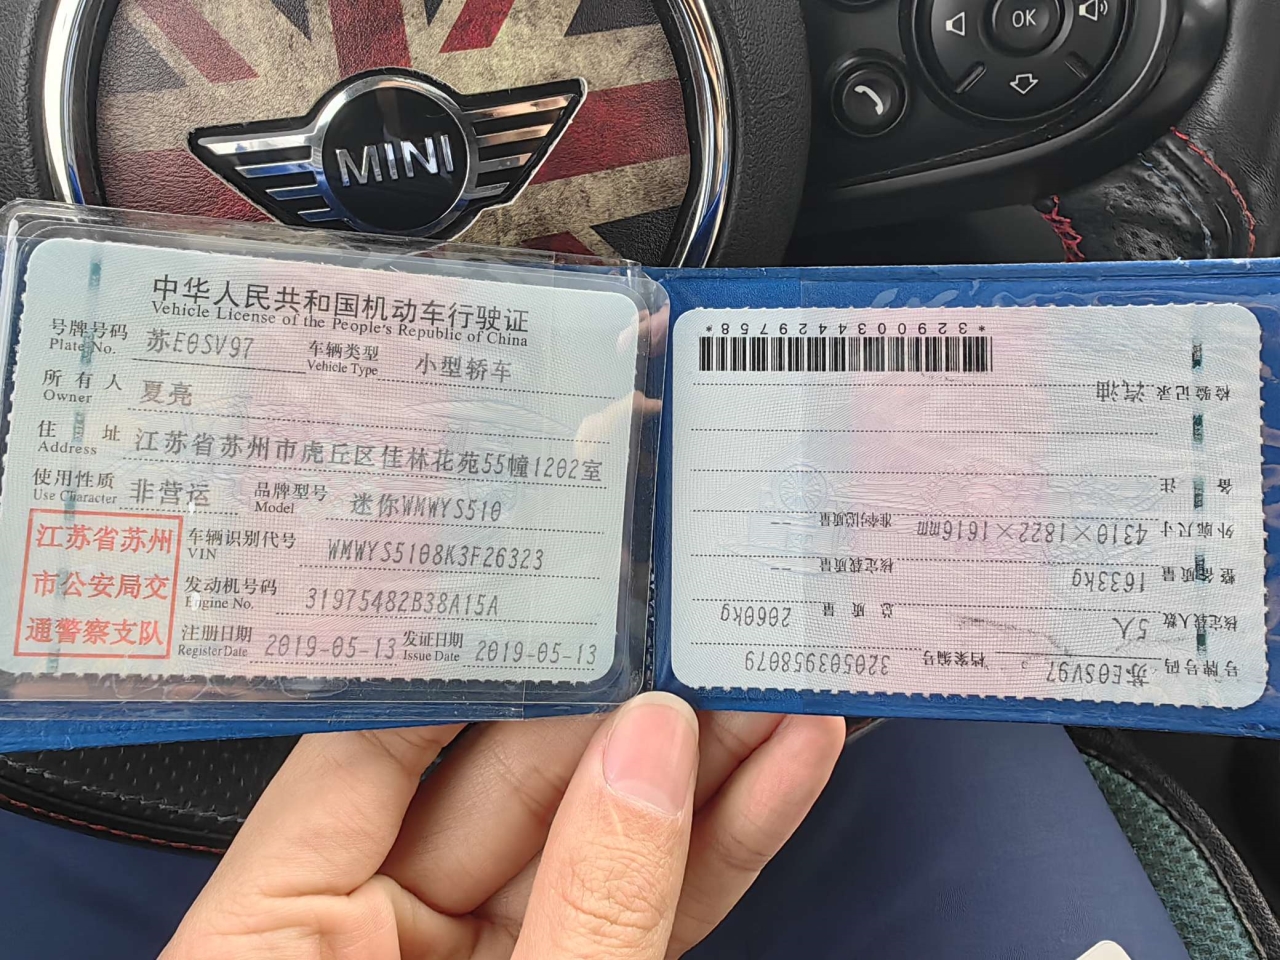 OK
MINI
中华人民共和国机动车行驶证
Vehicle License of the People's Republic of China
号牌号码 苏E0SV97 车辆类型 小型轿车
Plate No. Vehicle Type
所有人 夏亮
Owner
住址 江苏省苏州市虎丘区佳林花苑55幢1202室
Address
使用性质 非营运 品牌型号 迷你WMWYS510
Use Character Model
江苏省苏州
市公安局交
通警察支队
车辆识别代号 WMWYS5108K3F26323
VIN
发动机号码 31975482B38A15A
Engine No.
注册日期 2019-05-13 发证日期 2019-05-13
Register Date Issue Date
号牌号码 苏E0SV97 档案编号 320503958079
核定载人数 5人 总质量 2060kg
整备质量 1633kg 核定载质量 --
外廓尺寸 4310×1822×1616mm 准牵引总质量 --
备注
检验记录 汽油
*3290034429758*